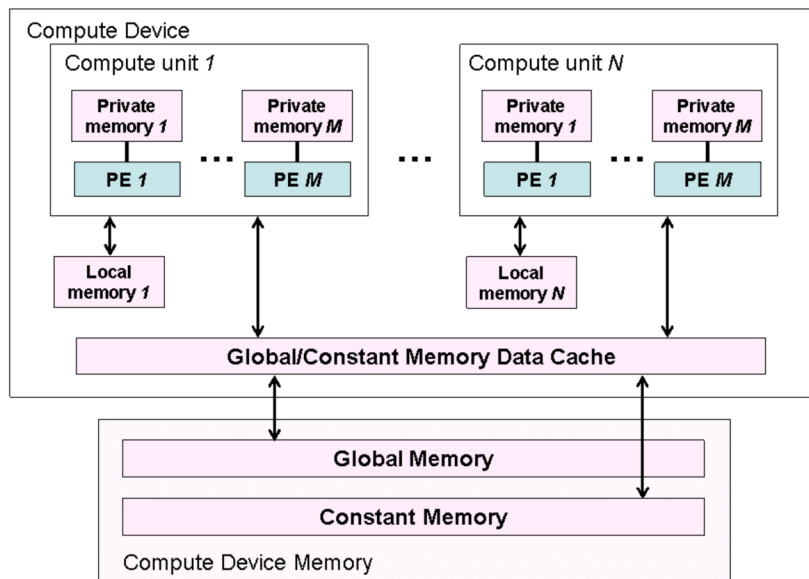 Compute Device
Compute unit 1
Compute unit N
Private
memory 1
Private
memory M
Private
memory 1
Private
memory M
...
...
...
PE 1
PE M
PE 1
PE M
Local
memory 1
Local
memory N
Global/Constant Memory Data Cache
Global Memory
Constant Memory
Compute Device Memory